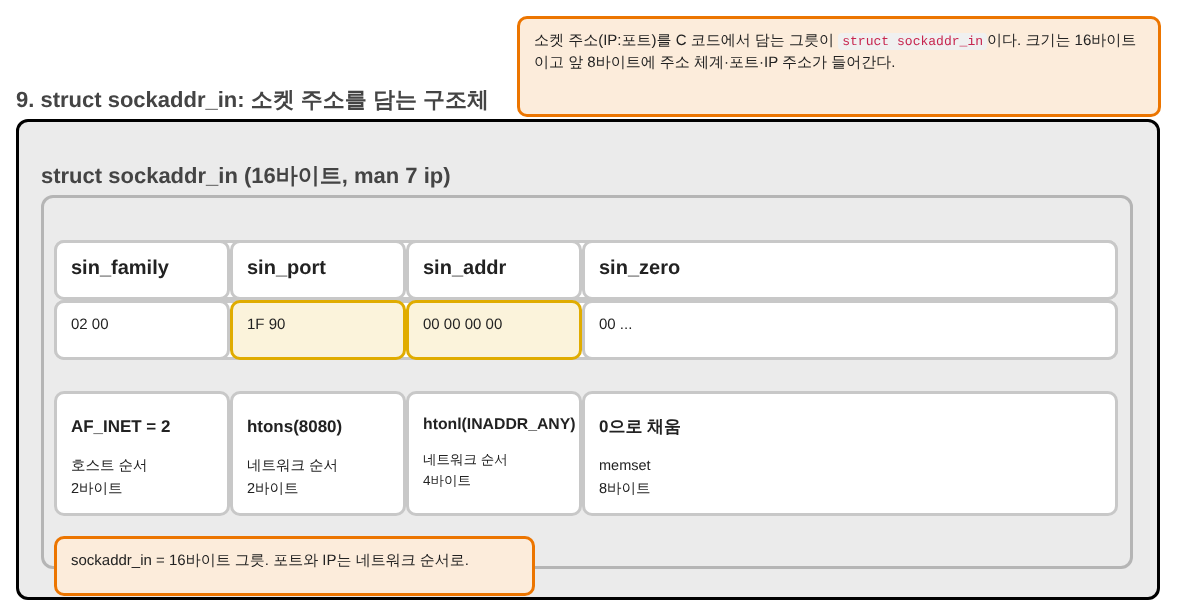 소켓 주소(IP:포트)를 C 코드에서 담는 그릇이 struct sockaddr_in 이다. 크기는 16바이트
이고 앞 8바이트에 주소 체계·포트·IP 주소가 들어간다.
9. struct sockaddr_in: 소켓 주소를 담는 구조체
struct sockaddr_in (16바이트, man 7 ip)
sin_family sin_port sin_addr sin_zero
02 00 1F 90 00 00 00 00 00 ...
AF_INET = 2 htons(8080) htonl(INADDR_ANY) 0으로 채움
호스트 순서 네트워크 순서 네트워크 순서 memset
2바이트 2바이트 4바이트 8바이트
sockaddr_in = 16바이트 그릇. 포트와 IP는 네트워크 순서로.